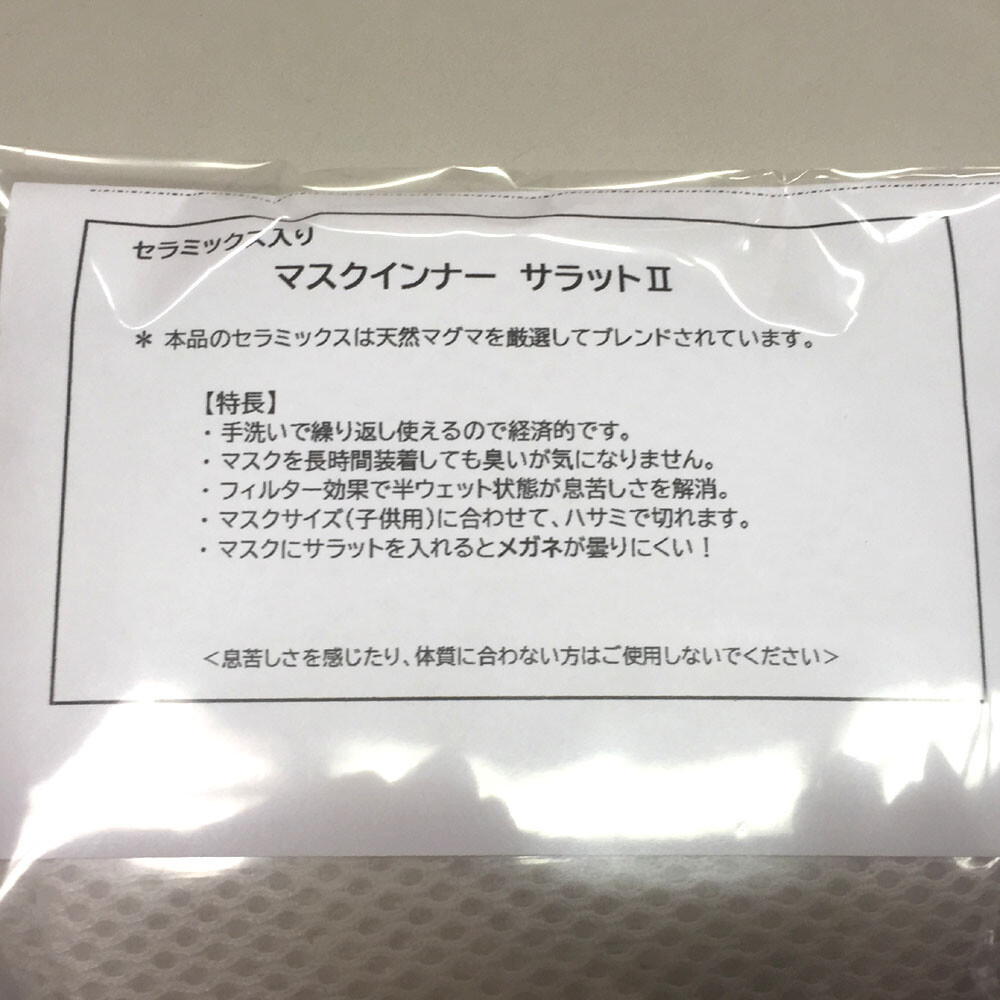 セラミックス入り
マスクインナー サラットⅡ
＊ 本品のセラミックスは天然マグマを厳選してブレンドされています。
【特長】
・手洗いで繰り返し使えるので経済的です。
・マスクを長時間装着しても臭いが気になりません。
・フィルター効果で半ウェット状態が息苦しさを解消。
・マスクサイズ(子供用)に合わせて、ハサミで切れます。
・マスクにサラットを入れるとメガネが曇りにくい！
＜息苦しさを感じたり、体質に合わない方はご使用しないでください＞